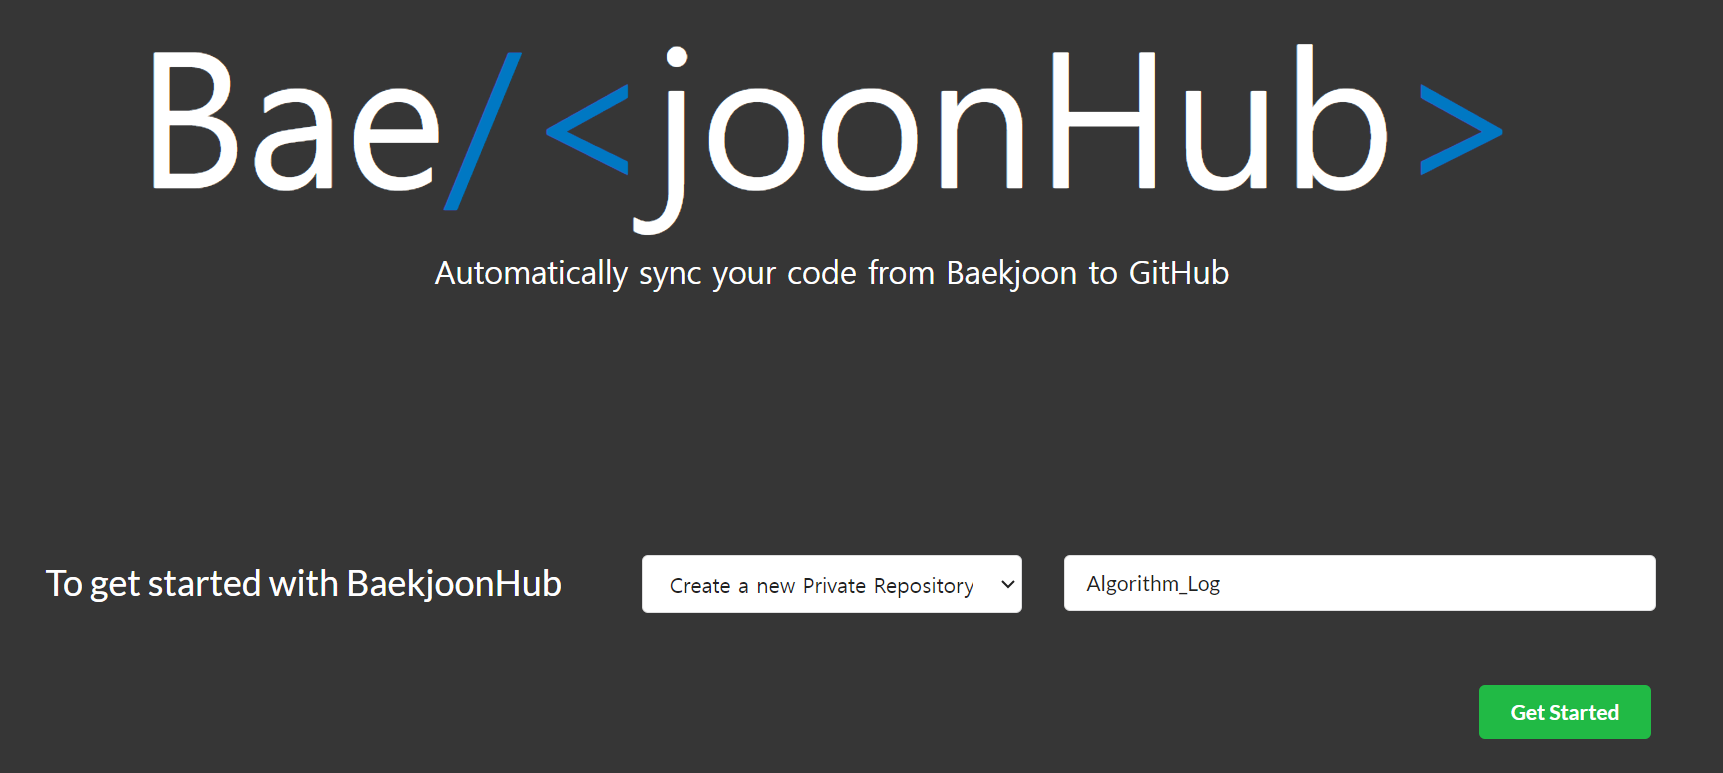 Bae/<joonHub>
Automatically sync your code from Baekjoon to GitHub
To get started with BaekjoonHub
Create a new Private Repository
Algorithm_Log
Get Started